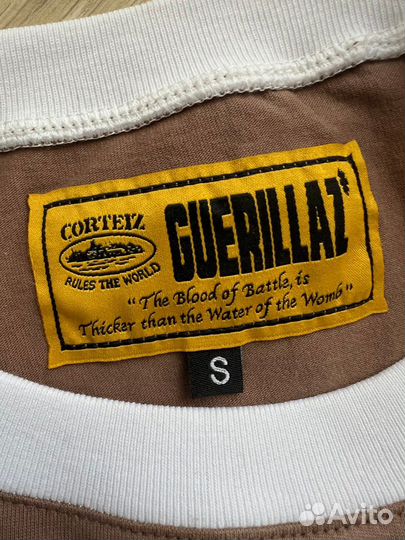 CORTEIZ
RULES THE WORLD
GUERILLAZ
"The Blood of Battle, is
Thicker than the Water of the Womb"
S
Avito